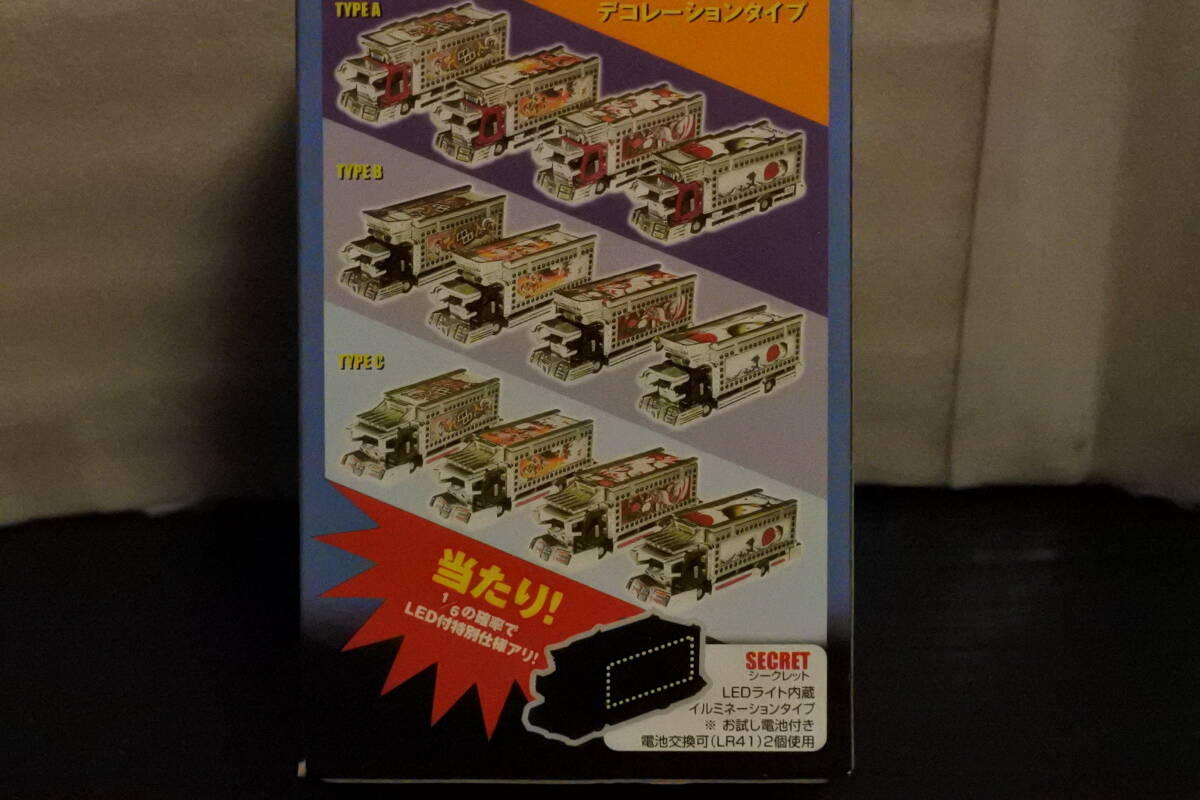 TYPE A
デコレーションタイプ
TYPE B
TYPE C
当たり!
1/6の確率で
LED付特別仕様アリ!
SECRET
シークレット
LEDライト内蔵
イルミネーションタイプ
※ お試し電池付き
電池交換可(LR41)2個使用